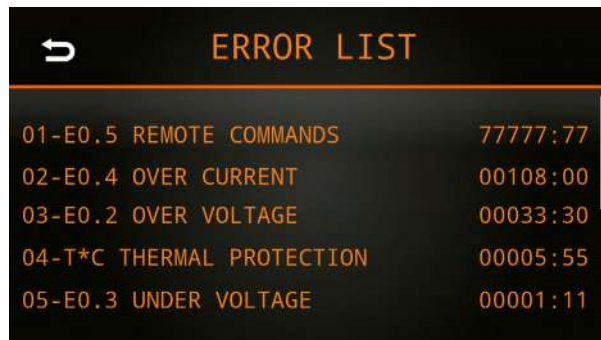 ERROR LIST
01-E0.5 REMOTE COMMANDS 77777:77
02-E0.4 OVER CURRENT 00108:00
03-E0.2 OVER VOLTAGE 00033:30
04-T*C THERMAL PROTECTION 00005:55
05-E0.3 UNDER VOLTAGE 00001:11